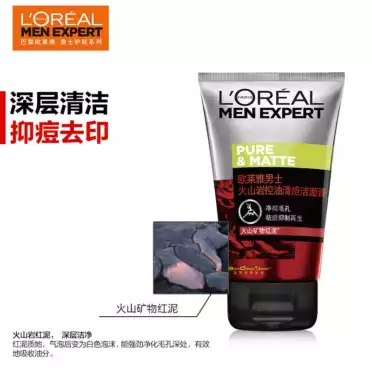 L'ORÉAL
MEN EXPERT
巴黎欧莱雅 男士护肤系列
深层清洁
抑痘去印
L'ORÉAL
PARIS
MEN EXPERT
PURE
& MATTE
欧莱雅男士
火山岩控油清痘洁面膏
净彻毛孔
祛痘抑制再生
火山矿物红泥
火山矿物红泥
火山岩红泥， 深层洁净
红泥质地，气泡后变为白色泡沫，能强劲净化毛孔深处，有效
地吸收油分。